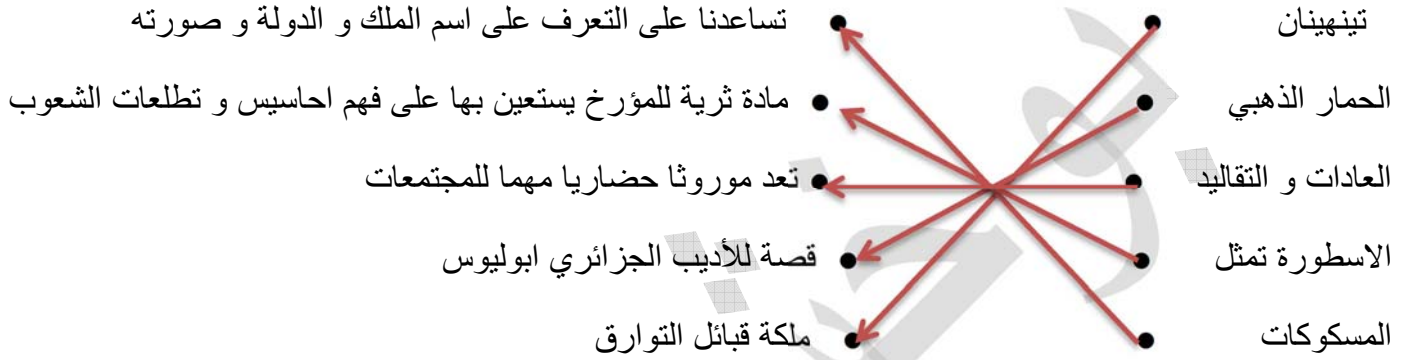 تينهينان تساعدنا على التعرف على اسم الملك و الدولة و صورته
الحمار الذهبي مادة ثرية للمؤرخ يستعين بها على فهم احاسيس و تطلعات الشعوب
العادات و التقاليد تعد موروثا حضاريا مهما للمجتمعات
الاسطورة تمثل قصة للأديب الجزائري ابوليوس
المسكوكات ملكة قبائل التوارق